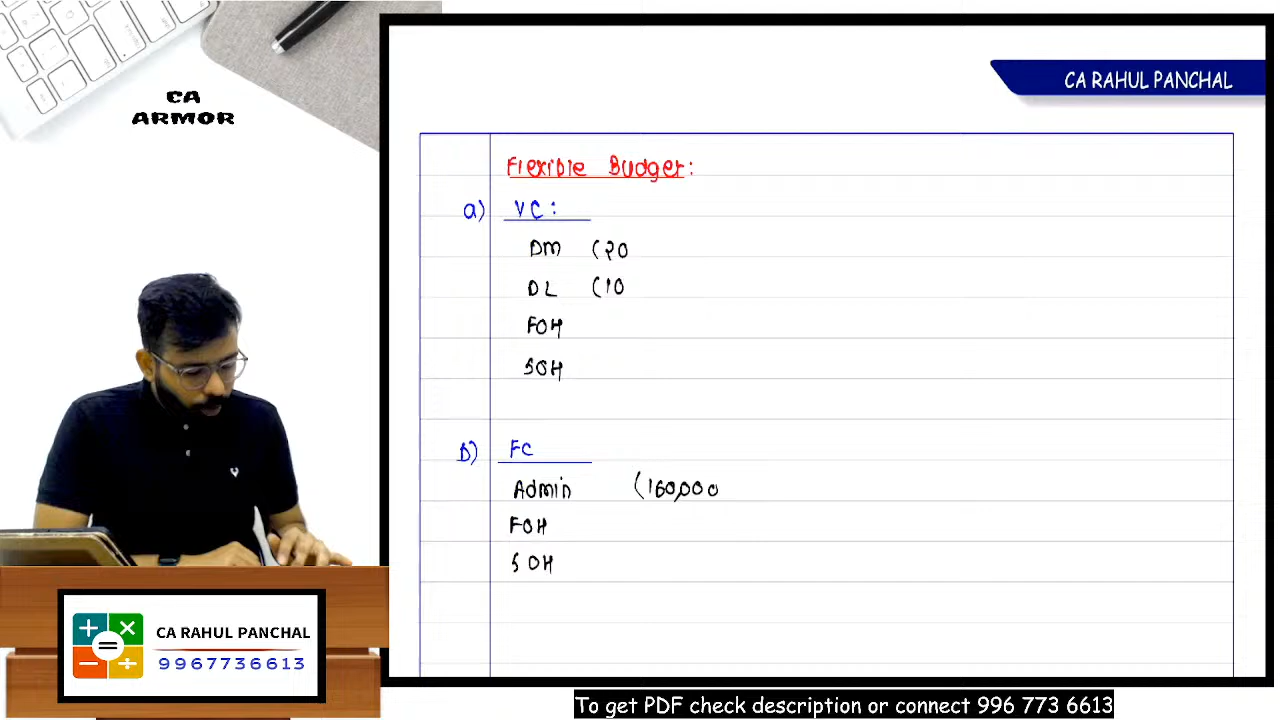 CA
ARMOR
CA RAHUL PANCHAL
Flexible Budget:
a) VC:
DM (20
DL (10
FOH
SOH
b) FC
Admin (160,000
FOH
SOH
CA RAHUL PANCHAL
9967736613
To get PDF check description or connect 996 773 6613